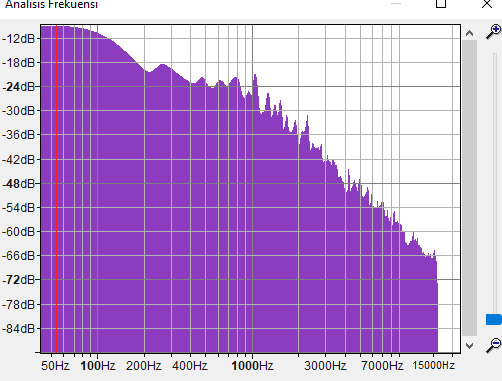 Analisis Frekuensi
-12dB
-18dB
-24dB
-30dB
-36dB
-42dB
-48dB
-54dB
-60dB
-66dB
-72dB
-78dB
-84dB
50Hz 100Hz 200Hz 400Hz 1000Hz 3000Hz 7000Hz 15000Hz